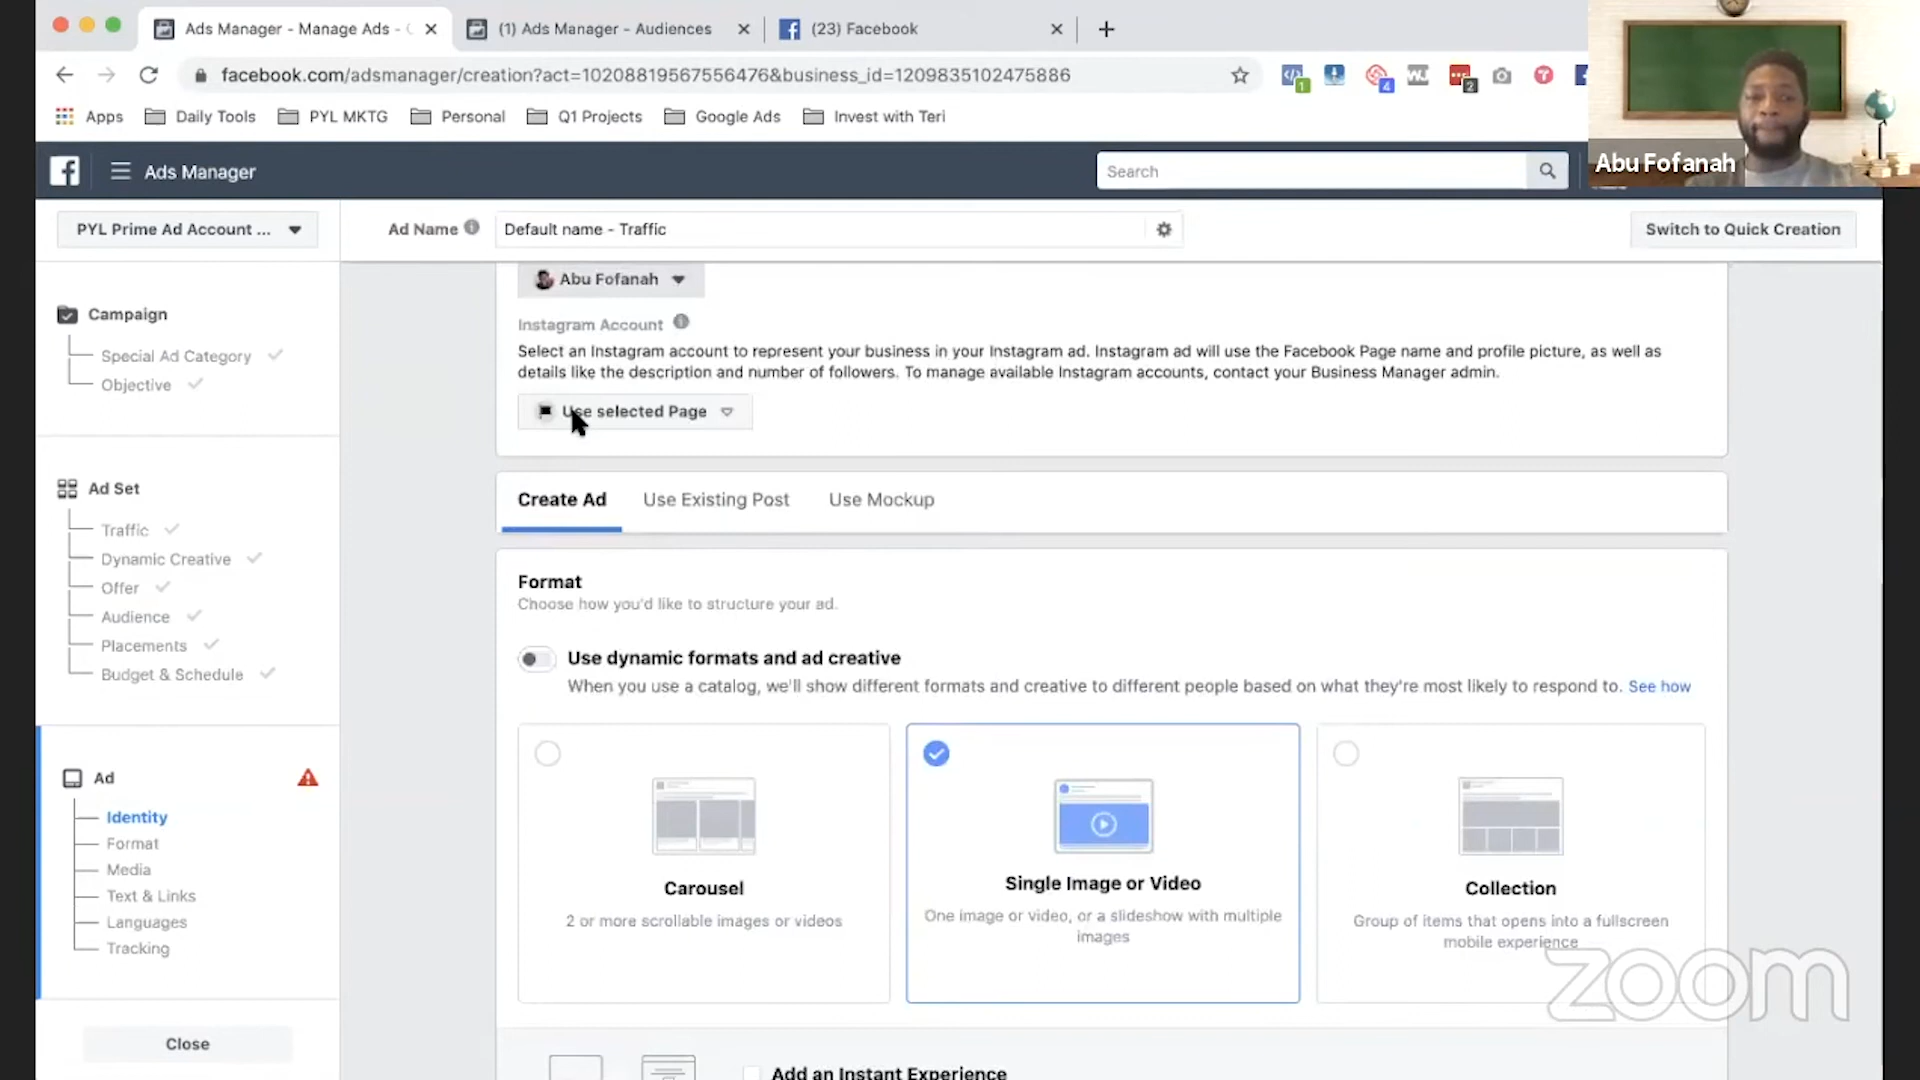 Ads Manager - Manage Ads -
(1) Ads Manager - Audiences
(23) Facebook
facebook.com/adsmanager/creation?act=10208819567556476&business_id=1209835102475886
1
4
2
Apps
Daily Tools
PYL MKTG
Personal
Q1 Projects
Google Ads
Invest with Teri
Abu Fofanah
Ads Manager
Search
PYL Prime Ad Account ...
Ad Name
Default name - Traffic
Switch to Quick Creation
Campaign
Special Ad Category
Objective
Ad Set
Traffic
Dynamic Creative
Offer
Audience
Placements
Budget & Schedule
Ad
Identity
Format
Media
Text & Links
Languages
Tracking
Close
Abu Fofanah
Instagram Account
Select an Instagram account to represent your business in your Instagram ad. Instagram ad will use the Facebook Page name and profile picture, as well as
details like the description and number of followers. To manage available Instagram accounts, contact your Business Manager admin.
Use selected Page
Create Ad
Use Existing Post
Use Mockup
Format
Choose how you'd like to structure your ad.
Use dynamic formats and ad creative
When you use a catalog, we'll show different formats and creative to different people based on what they're most likely to respond to. See how
Carousel
2 or more scrollable images or videos
Single Image or Video
One image or video, or a slideshow with multiple
images
Collection
Group of items that opens into a fullscreen
mobile experience
Add an Instant Experience
zoom